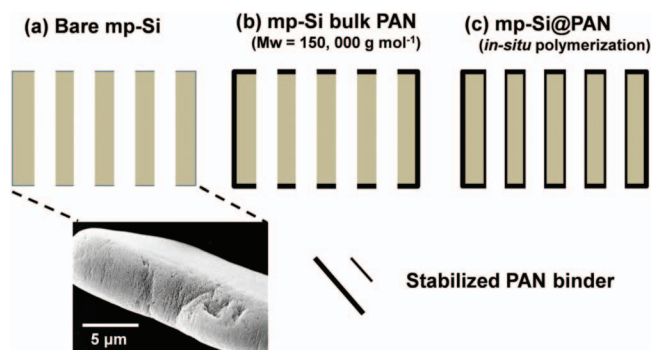 (a) Bare mp-Si
(b) mp-Si bulk PAN
(Mw = 150, 000 g mol⁻¹)
(c) mp-Si@PAN
(in-situ polymerization)
5 μm
Stabilized PAN binder